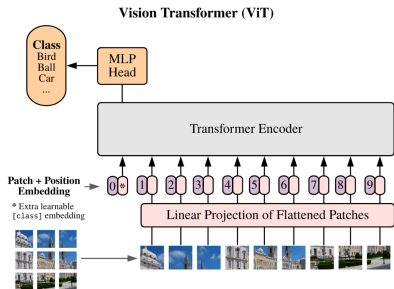 Vision Transformer (ViT)
Class
Bird
Ball
Car
...
MLP
Head
Transformer Encoder
Patch + Position
Embedding
* Extra learnable
[class] embedding
0 * 1 2 3 4 5 6 7 8 9
Linear Projection of Flattened Patches